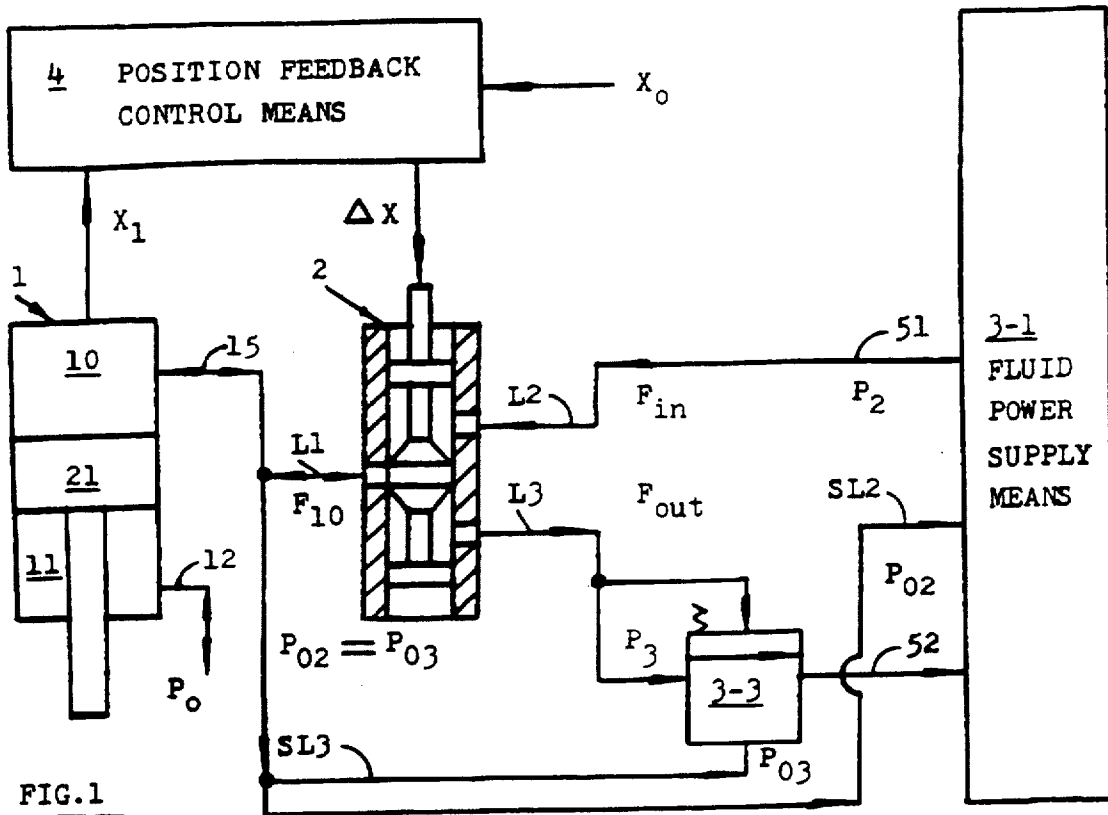 4 POSITION FEEDBACK
CONTROL MEANS
X₀
X₁
ΔX
1
2
10
15
51
3-1
FLUID
POWER
SUPPLY
MEANS
L2
F_in
P₂
21
L1
F₁₀
L3
F_out
SL2
11
12
P₀₂
P₀₂ = P₀₃
P₃
52
P₀
3-3
SL3
P₀₃
FIG.1